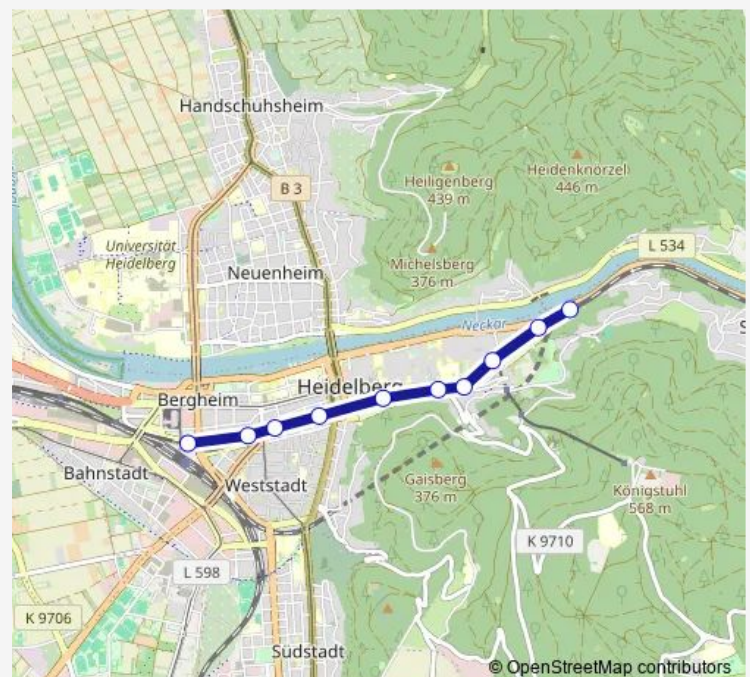 Handschuhsheim
B 3
Heiligenberg
439 m
Heidenknörzel
446 m
Universität
Heidelberg
Neuenheim
Michelsberg
376 m
L 534
Neckar
Heidelberg
Bergheim
Bahnstadt
Weststadt
Gaisberg
376 m
Königstuhl
568 m
K 9710
L 598
K 9706
Südstadt
© OpenStreetMap contributors